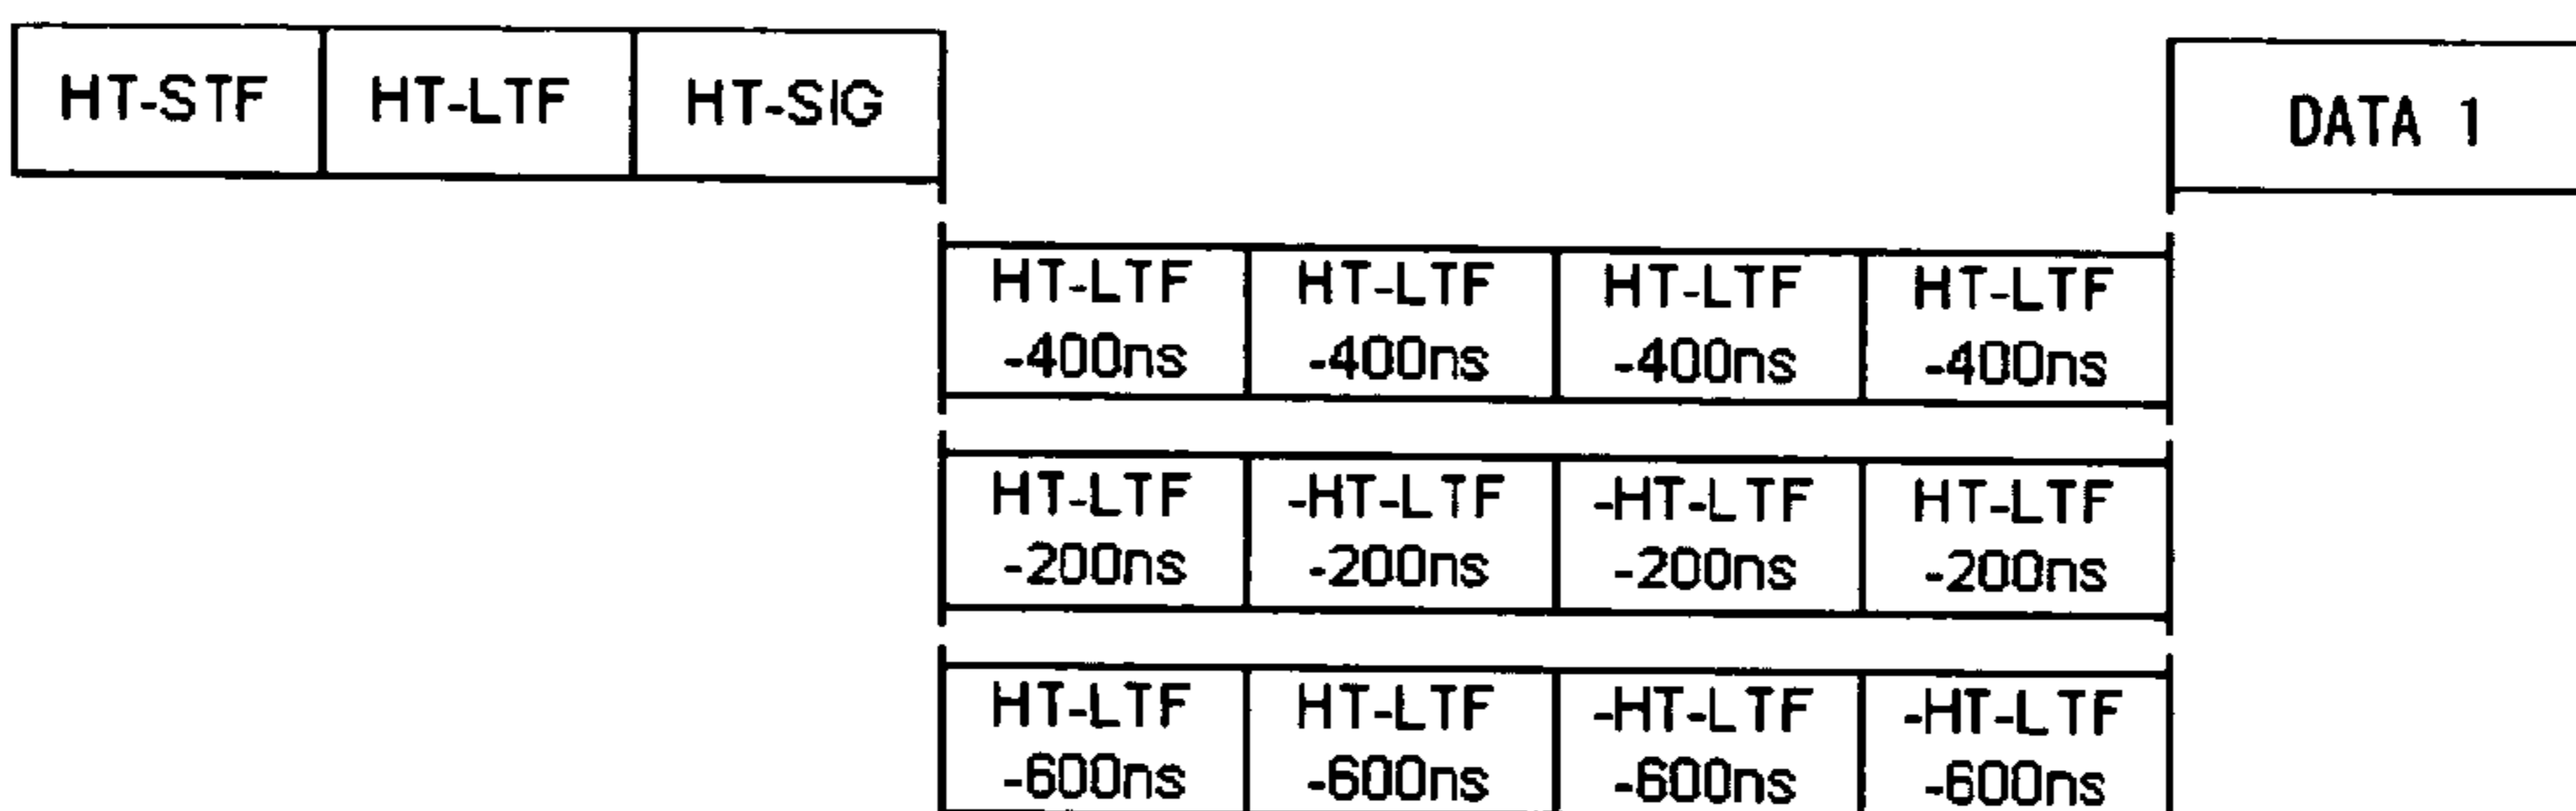 HT-STF HT-LTF HT-SIG DATA 1
HT-LTF HT-LTF HT-LTF HT-LTF
-400ns -400ns -400ns -400ns
HT-LTF -HT-LTF -HT-LTF HT-LTF
-200ns -200ns -200ns -200ns
HT-LTF HT-LTF -HT-LTF -HT-LTF
-600ns -600ns -600ns -600ns